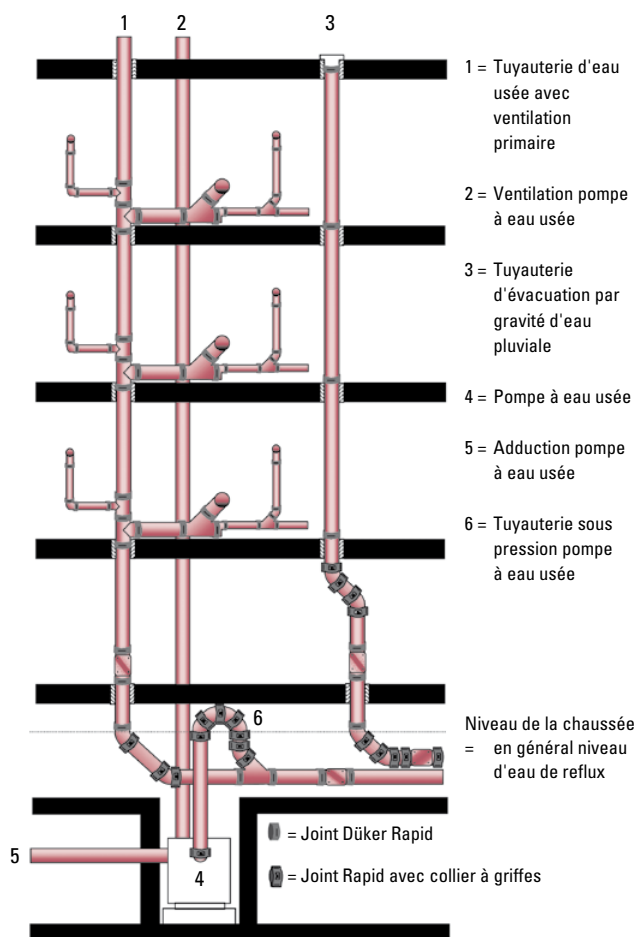 1 2 3
1 = Tuyauterie d'eau
usée avec
ventilation
primaire
2 = Ventilation pompe
à eau usée
3 = Tuyauterie
d'évacuation par
gravité d'eau
pluviale
4 = Pompe à eau usée
5 = Adduction pompe
à eau usée
6 = Tuyauterie sous
pression pompe
à eau usée
6
Niveau de la chaussée
= en général niveau
d'eau de reflux
= Joint Düker Rapid
5
4
= Joint Rapid avec collier à griffes